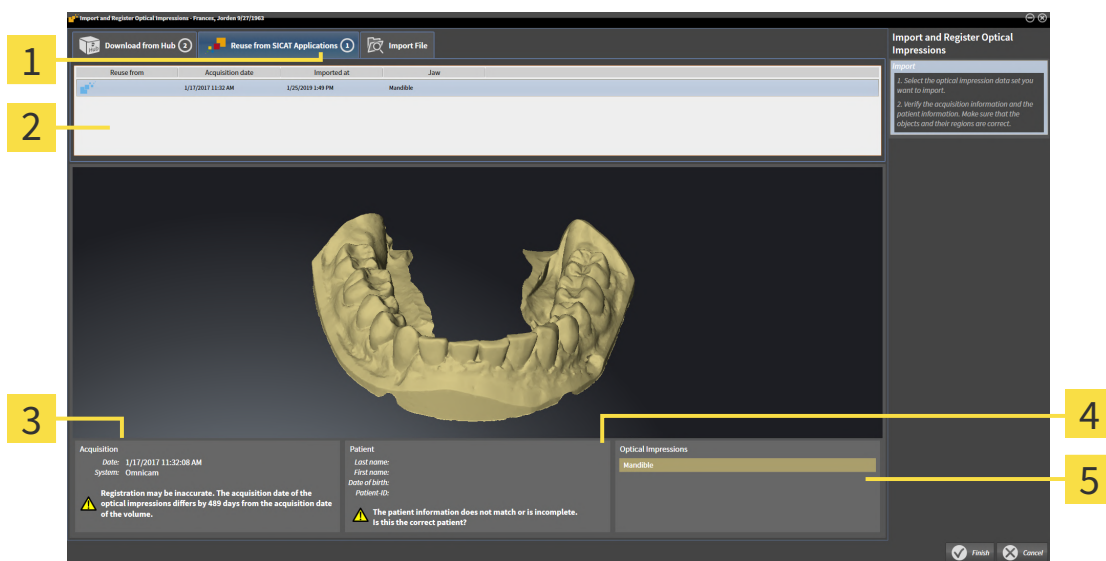 Import and Register Optical Impressions - Frances, Jorden 9/27/1963
Hub
Download from Hub 2
Reuse from SICAT Applications 1
Import File
Import and Register Optical
Impressions
Reuse from Acquisition date Imported at Jaw
1/17/2017 11:32 AM 1/25/2019 1:49 PM Mandible
Import
1. Select the optical impression data set you
want to import.
2. Verify the acquisition information and the
patient information. Make sure that the
objects and their regions are correct.
1
2
3
4
5
Acquisition
Date: 1/17/2017 11:32:08 AM
System: Omnicam
Registration may be inaccurate. The acquisition date of the
optical impressions differs by 489 days from the acquisition date
of the volume.
Patient
Last name:
First name:
Date of birth:
Patient-ID:
The patient information does not match or is incomplete.
Is this the correct patient?
Optical Impressions
Mandible
Finish
Cancel